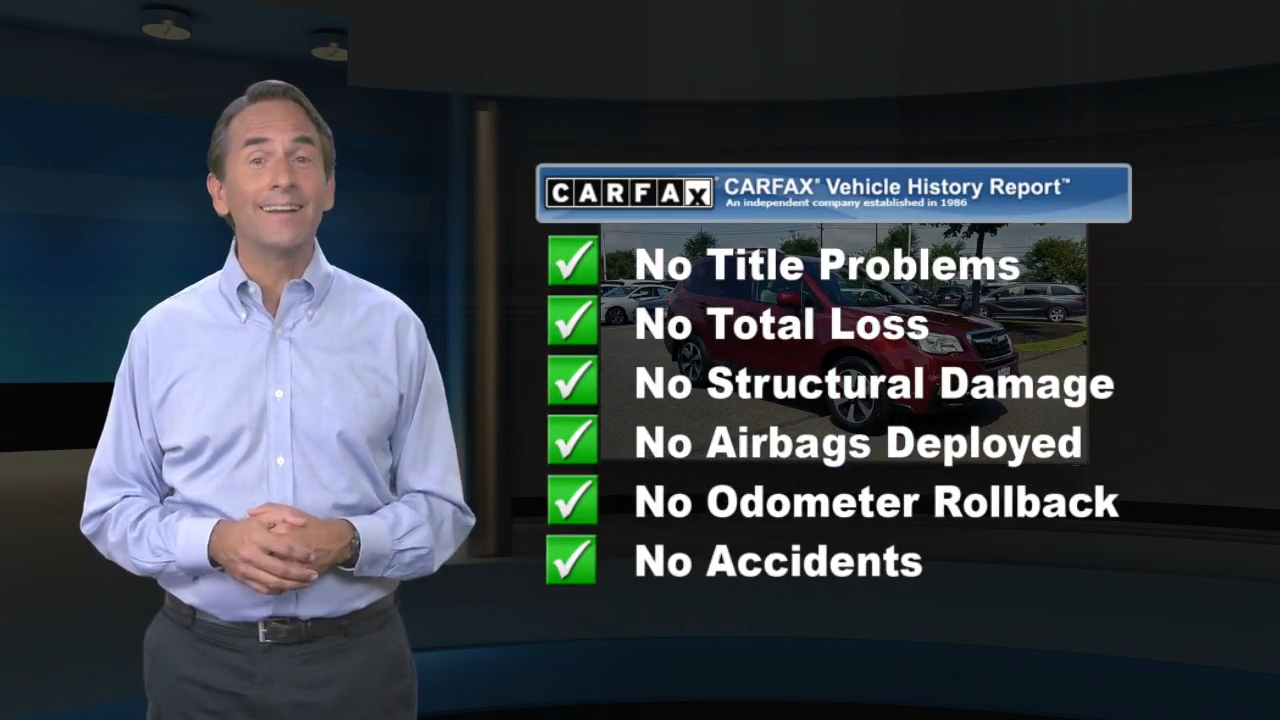 CARFAX® CARFAX® Vehicle History Report™
An independent company established in 1986
No Title Problems
No Total Loss
No Structural Damage
No Airbags Deployed
No Odometer Rollback
No Accidents